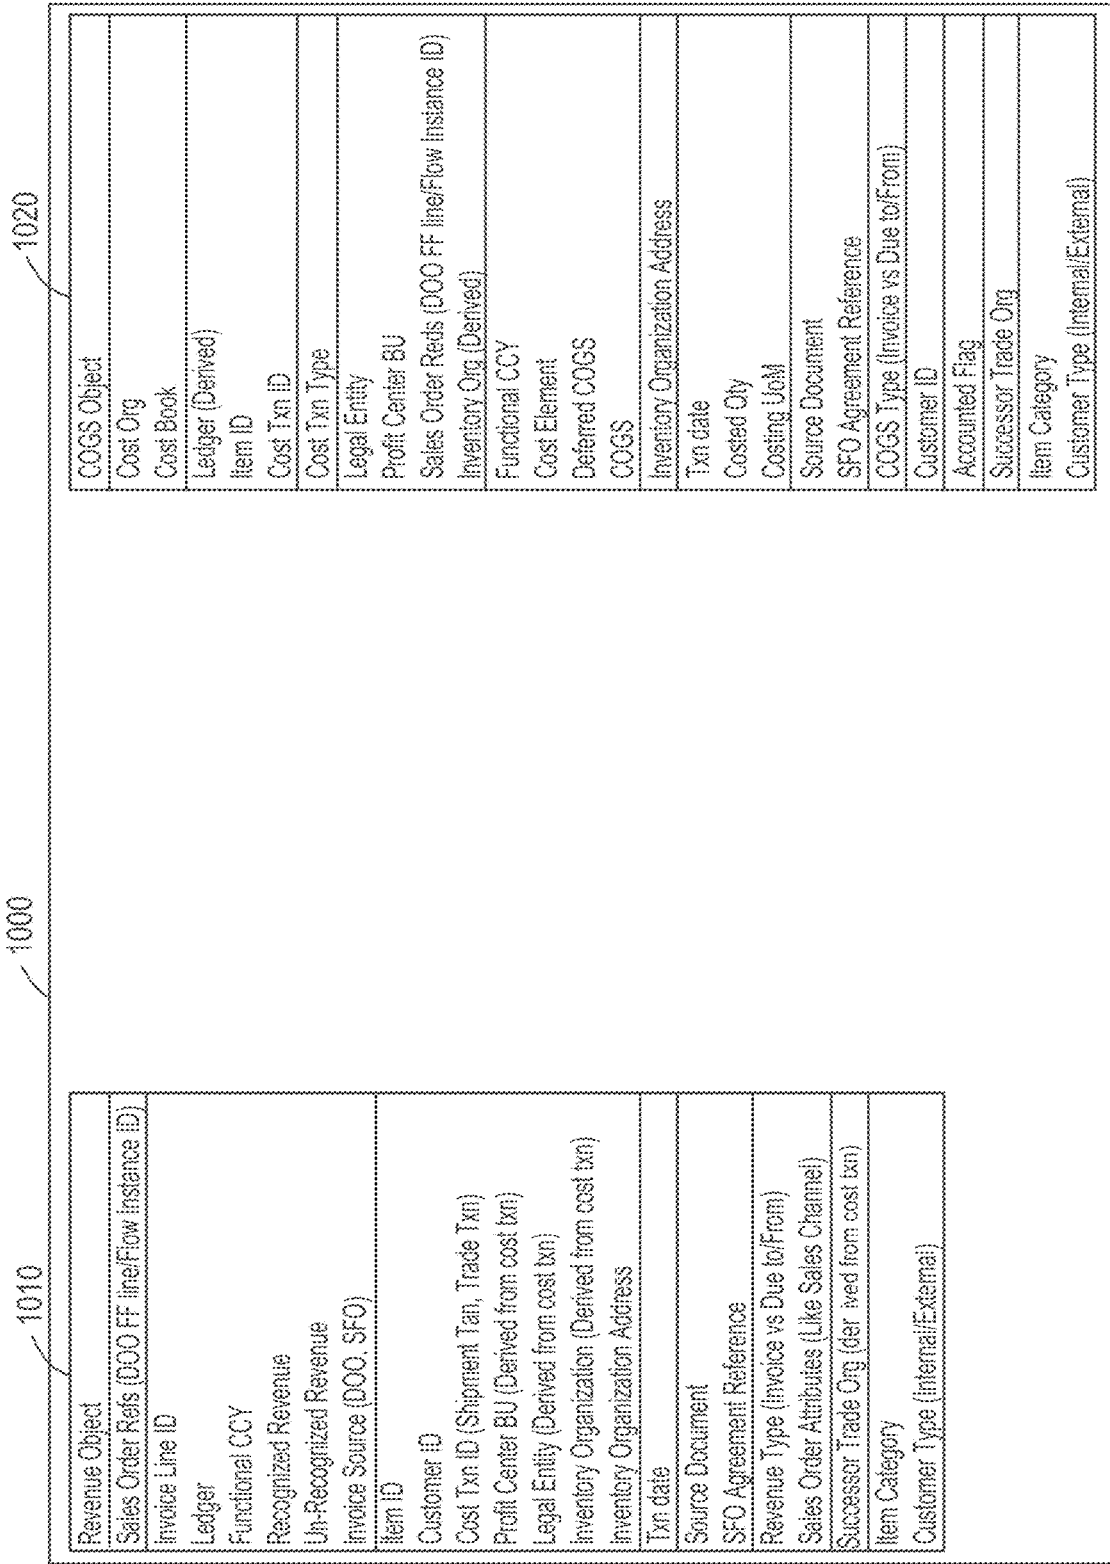 1000
1010
Revenue Object
Sales Order Refs (DOO FF line/Flow Instance ID)
Invoice Line ID
Ledger
Functional CCY
Recognized Revenue
Un-Recognized Revenue
Invoice Source (DOO, SFO)
Item ID
Customer ID
Cost Txn ID (Shipment Tan, Trade Txn)
Profit Center BU (Derived from cost txn)
Legal Entity (Derived from cost txn)
Inventory Organization (Derived from cost txn)
Inventory Organization Address
Txn date
Source Document
SFO Agreement Reference
Revenue Type (Invoice vs Due to/From)
Sales Order Attributes (Like Sales Channel)
Successor Trade Org (der ived from cost txn)
Item Category
Customer Type (Internal/External)
1020
COGS Object
Cost Org
Cost Book
Ledger (Derived)
Item ID
Cost Txn ID
Cost Txn Type
Legal Entity
Profit Center BU
Sales Order Reds (DOO FF line/Flow Instance ID)
Inventory Org (Derived)
Functional CCY
Cost Element
Deferred COGS
COGS
Inventory Organization Address
Txn date
Costed Qty
Costing UoM
Source Document
SFO Agreement Reference
COGS Type (Invoice vs Due to/From)
Customer ID
Accounted Flag
Successor Trade Org
Item Category
Customer Type (Internal/External)